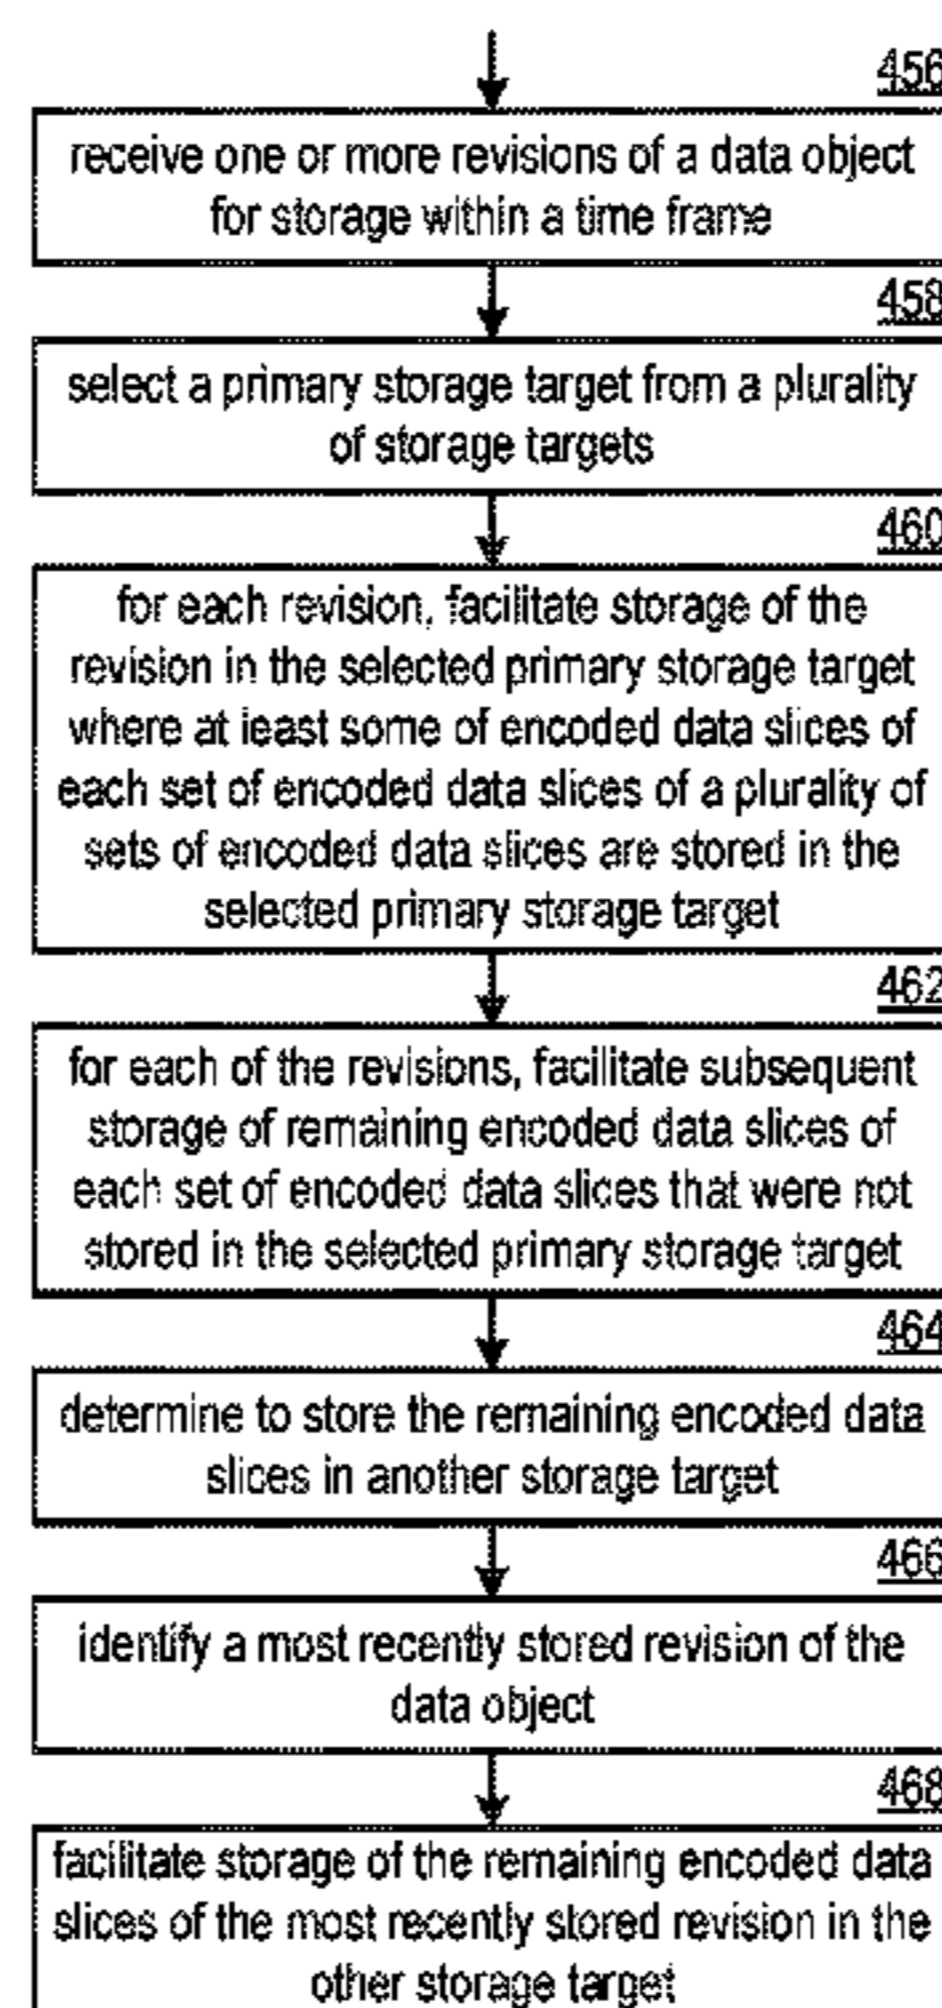 456
receive one or more revisions of a data object
for storage within a time frame
458
select a primary storage target from a plurality
of storage targets
460
for each revision, facilitate storage of the
revision in the selected primary storage target
where at least some of encoded data slices of
each set of encoded data slices of a plurality of
sets of encoded data slices are stored in the
selected primary storage target
462
for each of the revisions, facilitate subsequent
storage of remaining encoded data slices of
each set of encoded data slices that were not
stored in the selected primary storage target
464
determine to store the remaining encoded data
slices in another storage target
466
identify a most recently stored revision of the
data object
468
facilitate storage of the remaining encoded data
slices of the most recently stored revision in the
other storage target